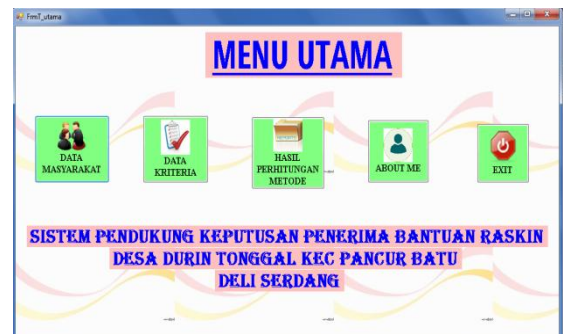 FrmT_utama
MENU UTAMA
DATA
MASYARAKAT
DATA
KRITERIA
HASIL
PERHITUNGAN
METODE
ABOUT ME
EXIT
SISTEM PENDUKUNG KEPUTUSAN PENERIMA BANTUAN RASKIN
DESA DURIN TONGGAL KEC PANCUR BATU
DELI SERDANG